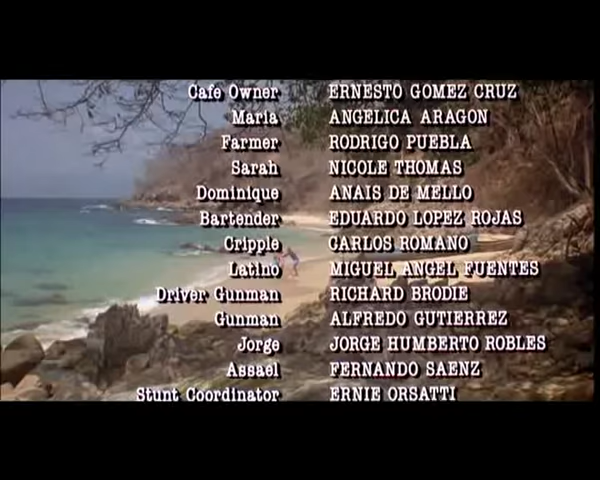 Cafe Owner ERNESTO GOMEZ CRUZ
Maria ANGELICA ARAGON
Farmer RODRIGO PUEBLA
Sarah NICOLE THOMAS
Dominique ANAIS DE MELLO
Bartender EDUARDO LOPEZ ROJAS
Cripple CARLOS ROMANO
Latino MIGUEL ANGEL FUENTES
Driver Gunman RICHARD BRODIE
Gunman ALFREDO GUTIERREZ
Jorge JORGE HUMBERTO ROBLES
Assael FERNANDO SAENZ
Stunt Coordinator ERNIE ORSATTI